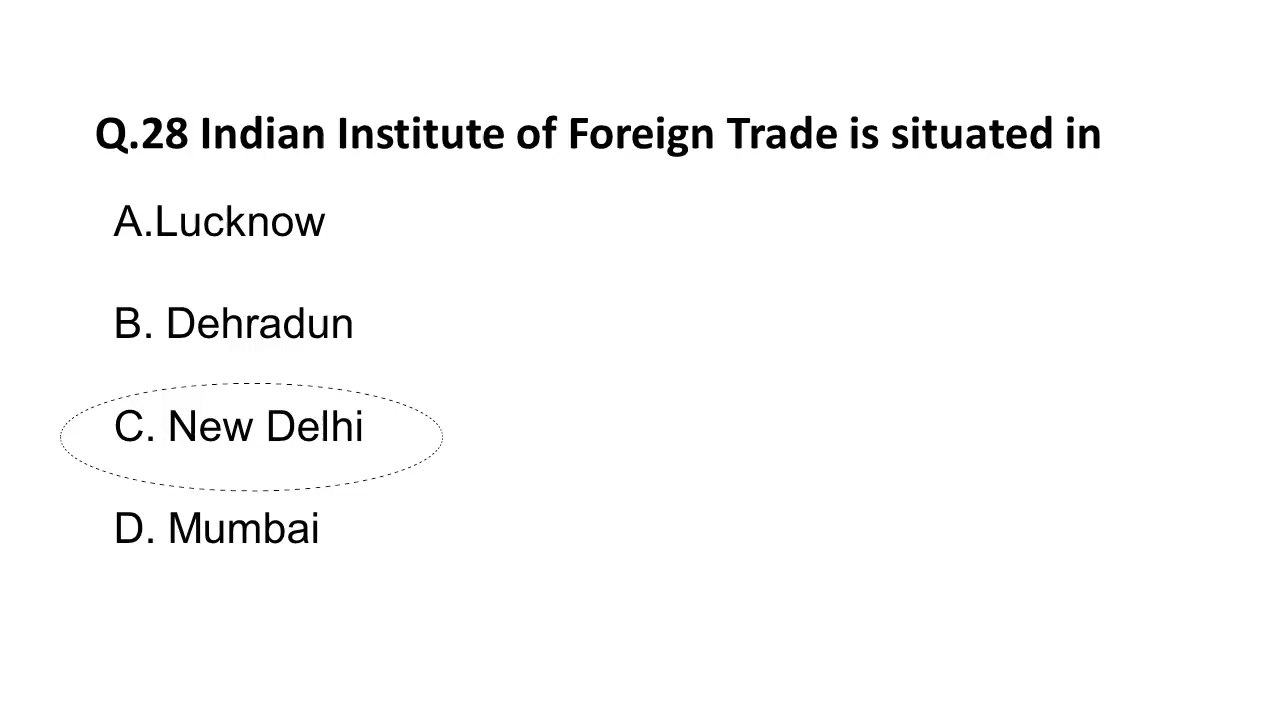 Q.28 Indian Institute of Foreign Trade is situated in
A.Lucknow
B. Dehradun
C. New Delhi
D. Mumbai